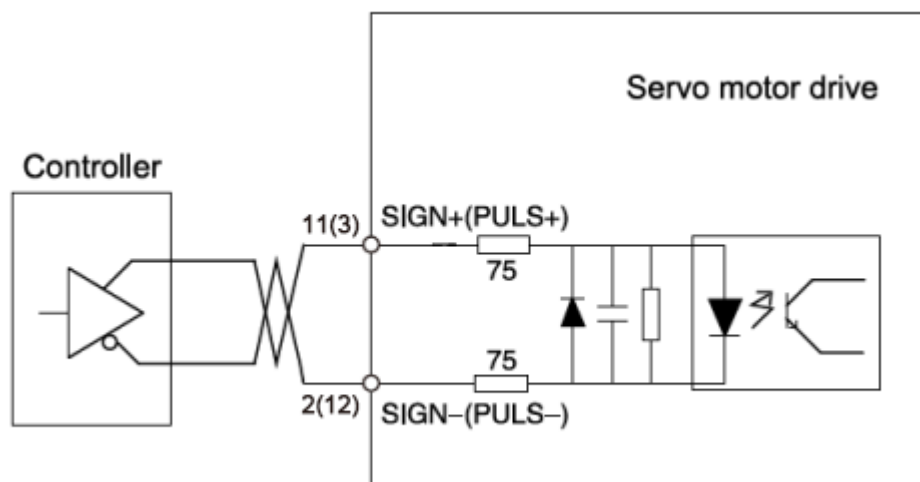 Servo motor drive
Controller
11(3)
SIGN+(PULS+)
75
75
2(12)
SIGN−(PULS−)